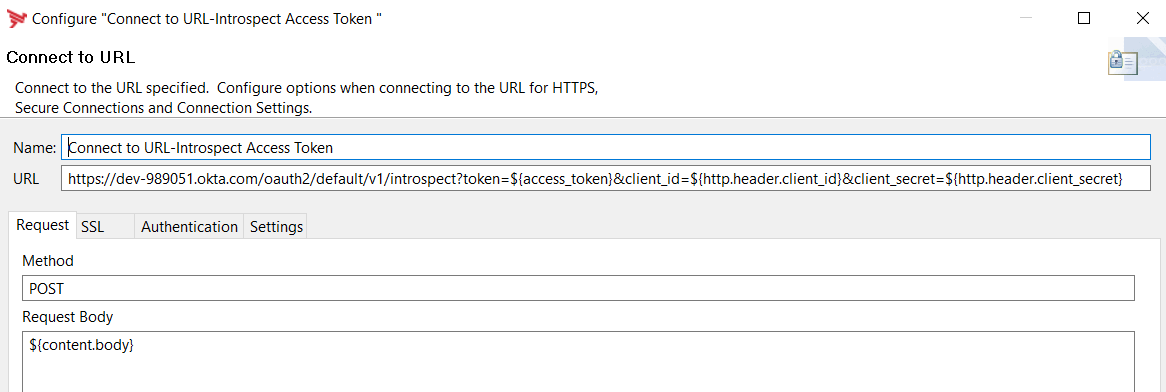 Configure "Connect to URL-Introspect Access Token "
Connect to URL
Connect to the URL specified.  Configure options when connecting to the URL for HTTPS,
Secure Connections and Connection Settings.
Name: Connect to URL-Introspect Access Token
URL https://dev-989051.okta.com/oauth2/default/v1/introspect?token=${access_token}&client_id=${http.header.client_id}&client_secret=${http.header.client_secret}
Request SSL Authentication Settings
Method
POST
Request Body
${content.body}